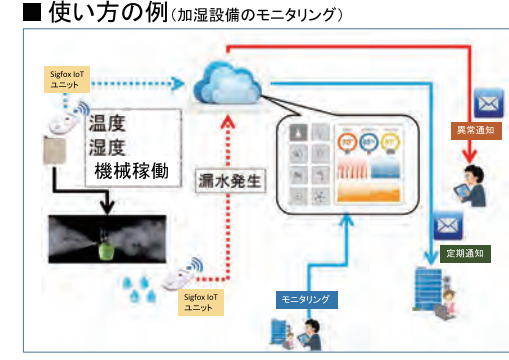 ■ 使い方の例(加湿設備のモニタリング)
Sigfox IoT
ユニット
温度
湿度
機械稼働
漏水発生
異常通知
定期通知
Sigfox IoT
ユニット
モニタリング